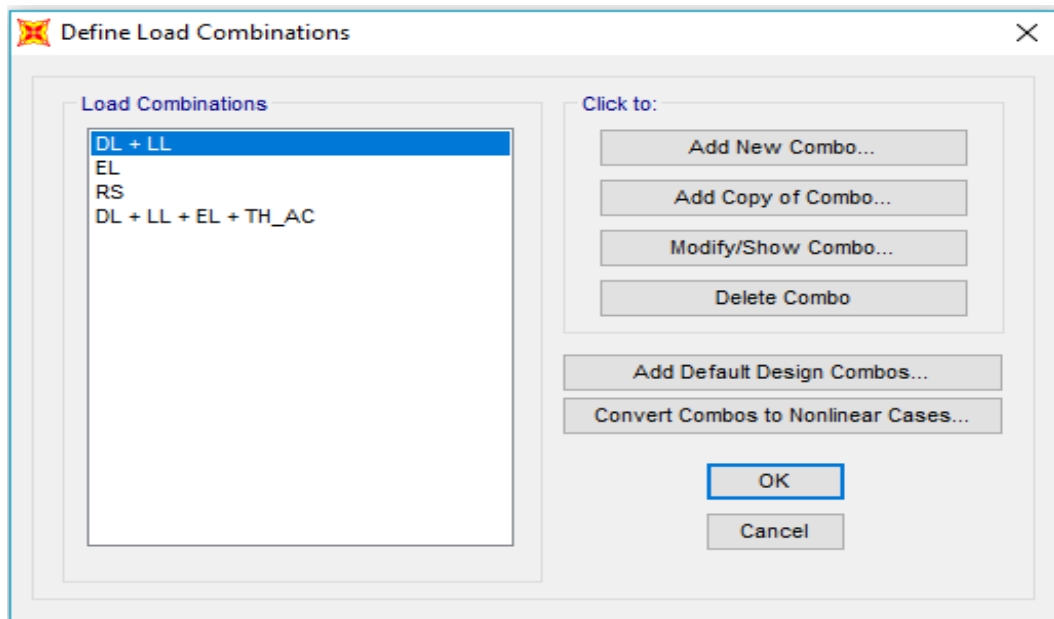 Define Load Combinations
Load Combinations
DL + LL
EL
RS
DL + LL + EL + TH_AC
Click to:
Add New Combo...
Add Copy of Combo...
Modify/Show Combo...
Delete Combo
Add Default Design Combos...
Convert Combos to Nonlinear Cases...
OK
Cancel